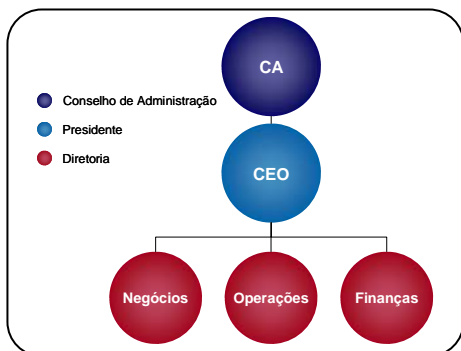 CA
Conselho de Administração
Presidente
Diretoria
CEO
Negócios
Operações
Finanças